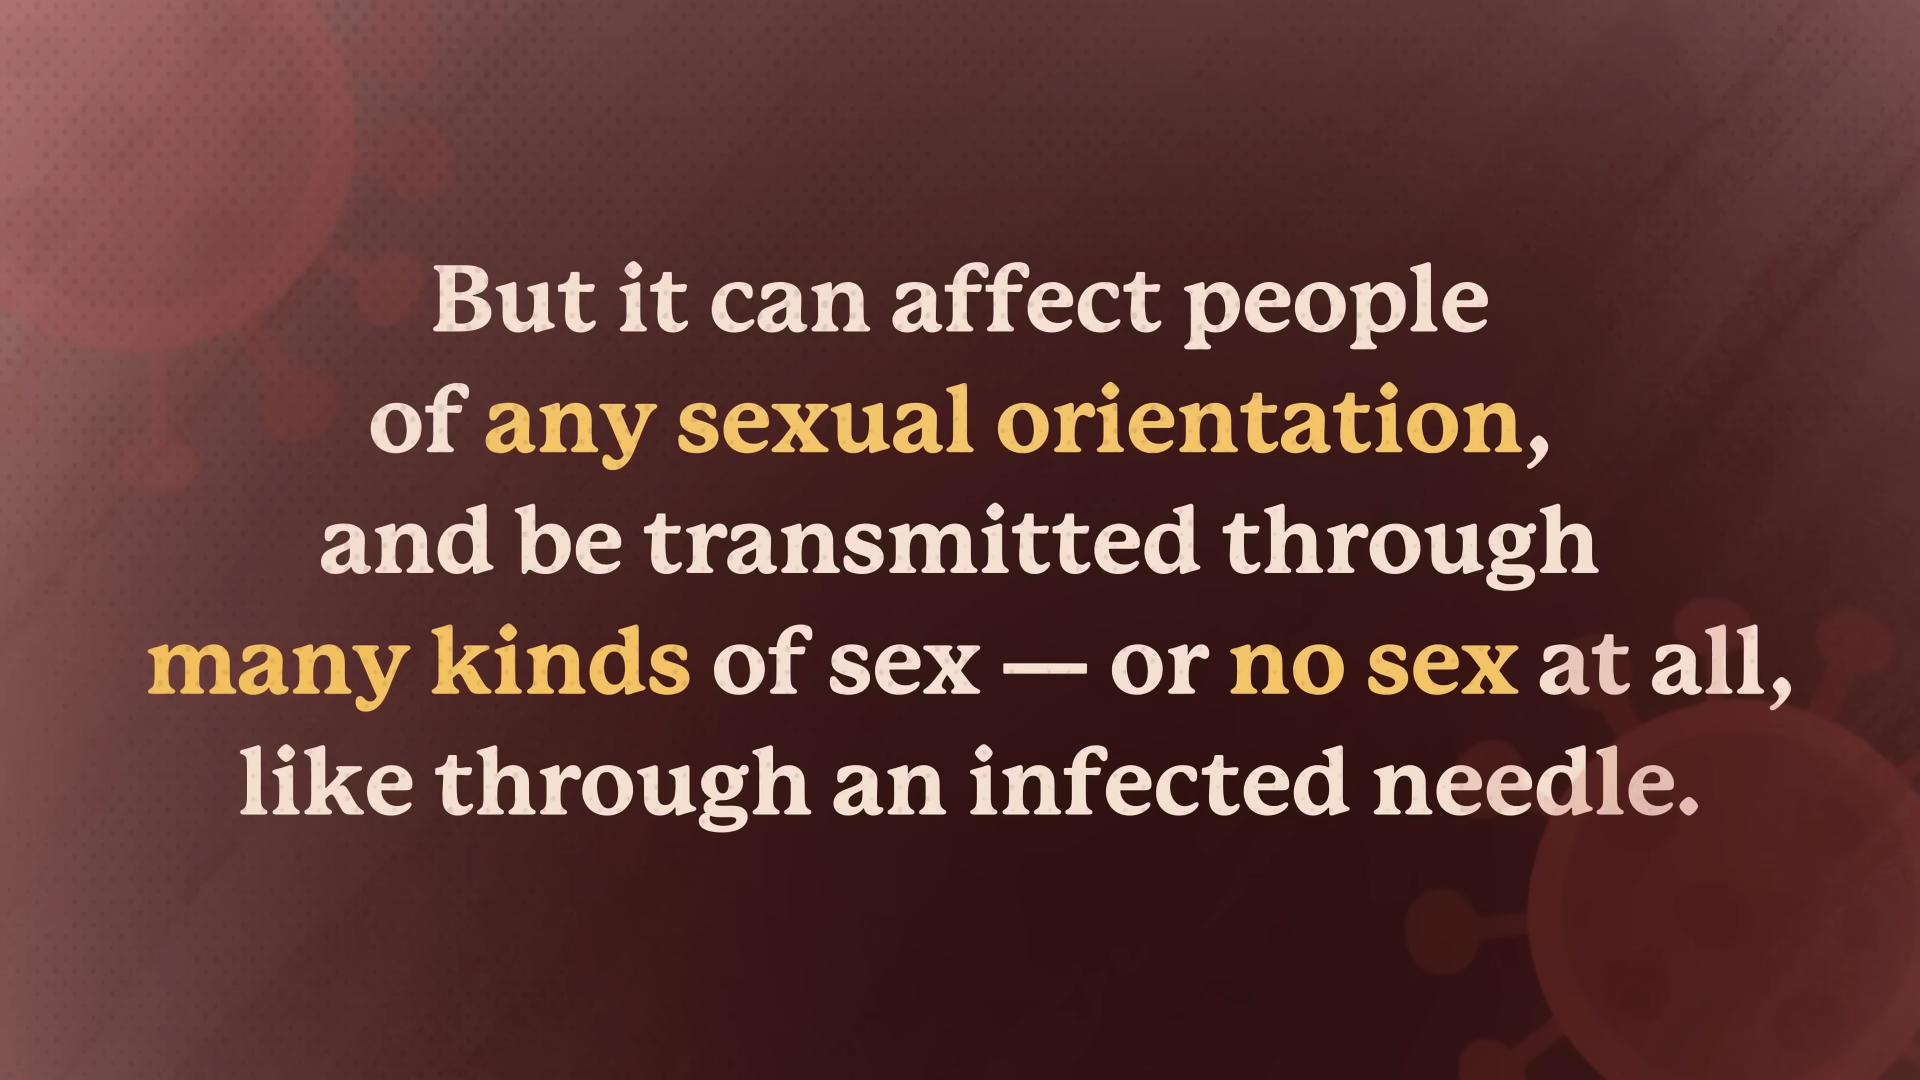 But it can affect people
of any sexual orientation,
and be transmitted through
many kinds of sex — or no sex at all,
like through an infected needle.